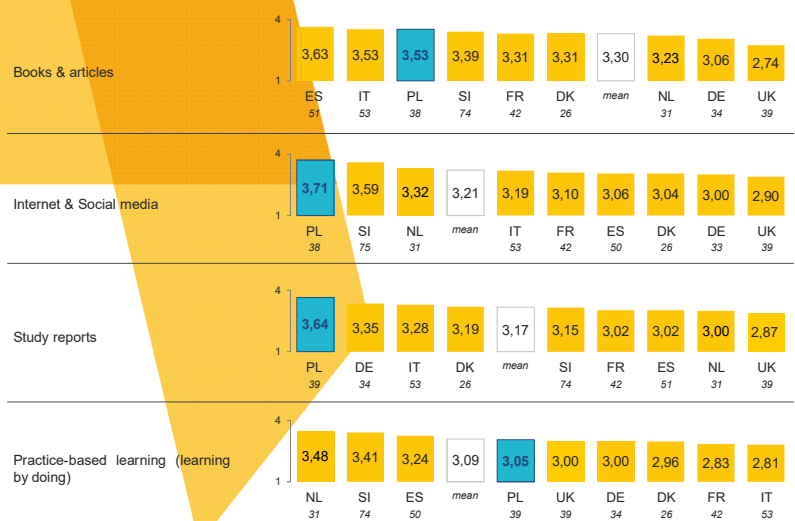 4
3,63 3,53 3,53 3,39 3,31 3,31 3,30 3,23 3,06 2,74
Books & articles
1
ES IT PL SI FR DK mean NL DE UK
51 53 38 74 42 26 31 34 39
4
3,71 3,59 3,32 3,21 3,19 3,10 3,06 3,04 3,00 2,90
Internet & Social media
1
PL SI NL mean IT FR ES DK DE UK
38 75 31 53 42 50 26 33 39
4
3,64 3,35 3,28 3,19 3,17 3,15 3,02 3,02 3,00 2,87
Study reports
1
PL DE IT DK mean SI FR ES NL UK
39 34 53 26 74 42 51 31 39
4
3,48 3,41 3,24 3,09 3,05 3,00 3,00 2,96 2,83 2,81
Practice-based learning (learning
by doing)
1
NL SI ES mean PL UK DE DK FR IT
31 74 50 39 39 34 26 42 53